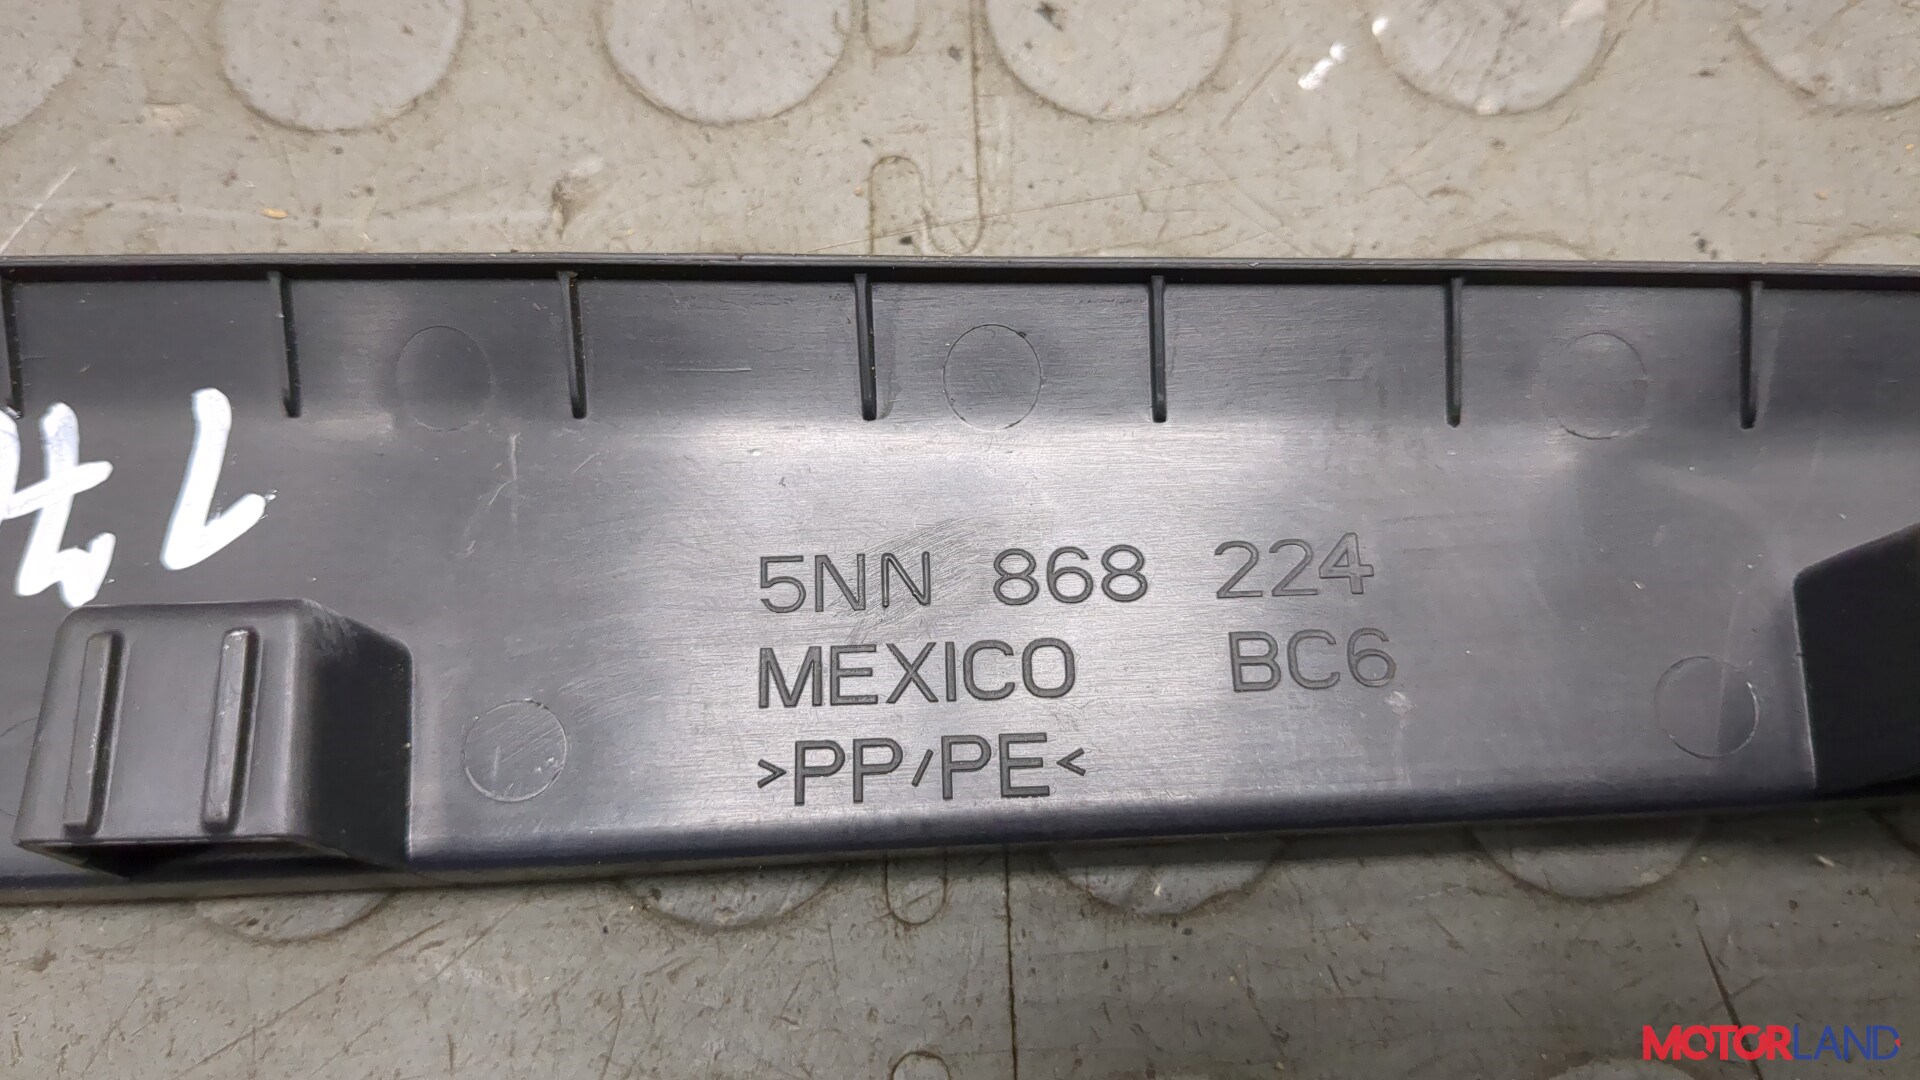 5NN 868 224
MEXICO BC6
>PP/PE<
MOTORLAND